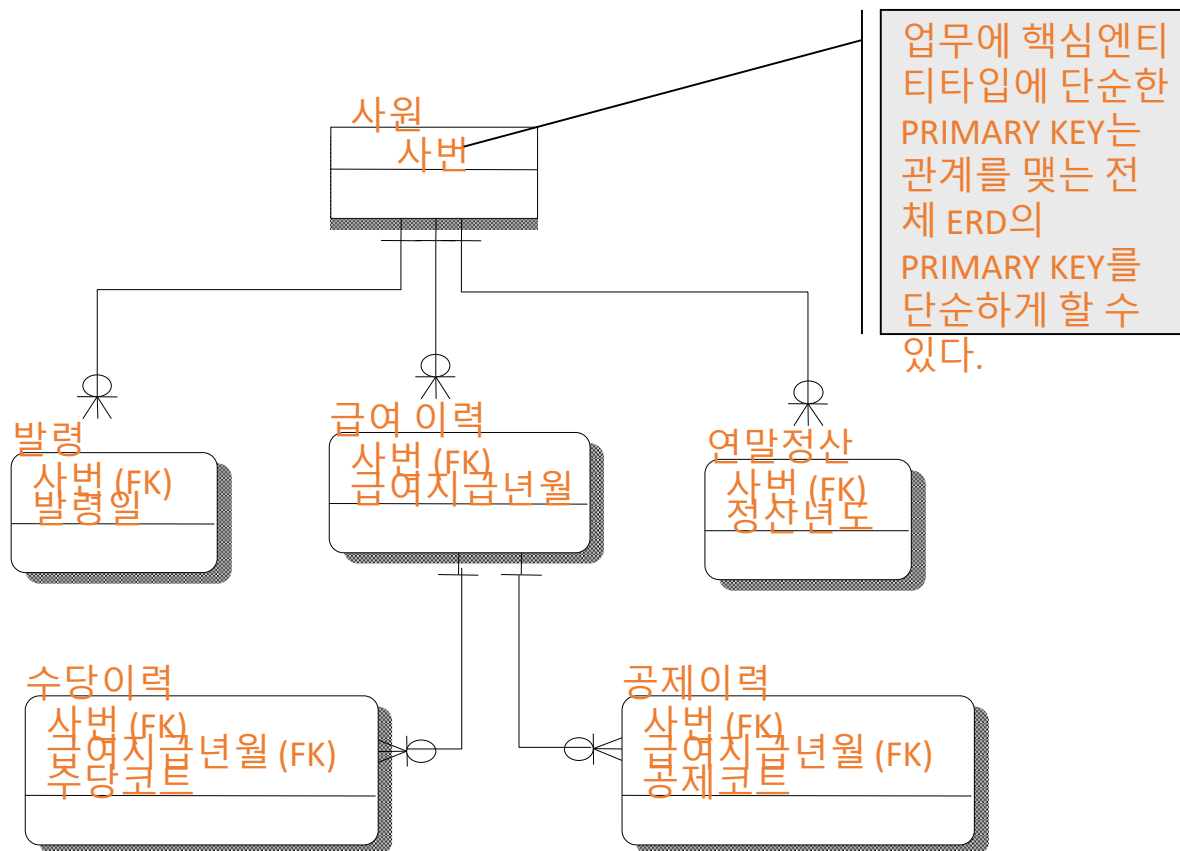 업무에 핵심엔티
티타입에 단순한
PRIMARY KEY는
관계를 맺는 전
체 ERD의
PRIMARY KEY를
단순하게 할 수
있다.
사원
사번
발령
사번 (FK)
발령일
급여 이력
사번 (FK)
급여지급년월
연말정산
사번 (FK)
정산년도
수당이력
사번 (FK)
급여지급년월 (FK)
수당코트
공제이력
사번 (FK)
급여지급년월 (FK)
공제코트